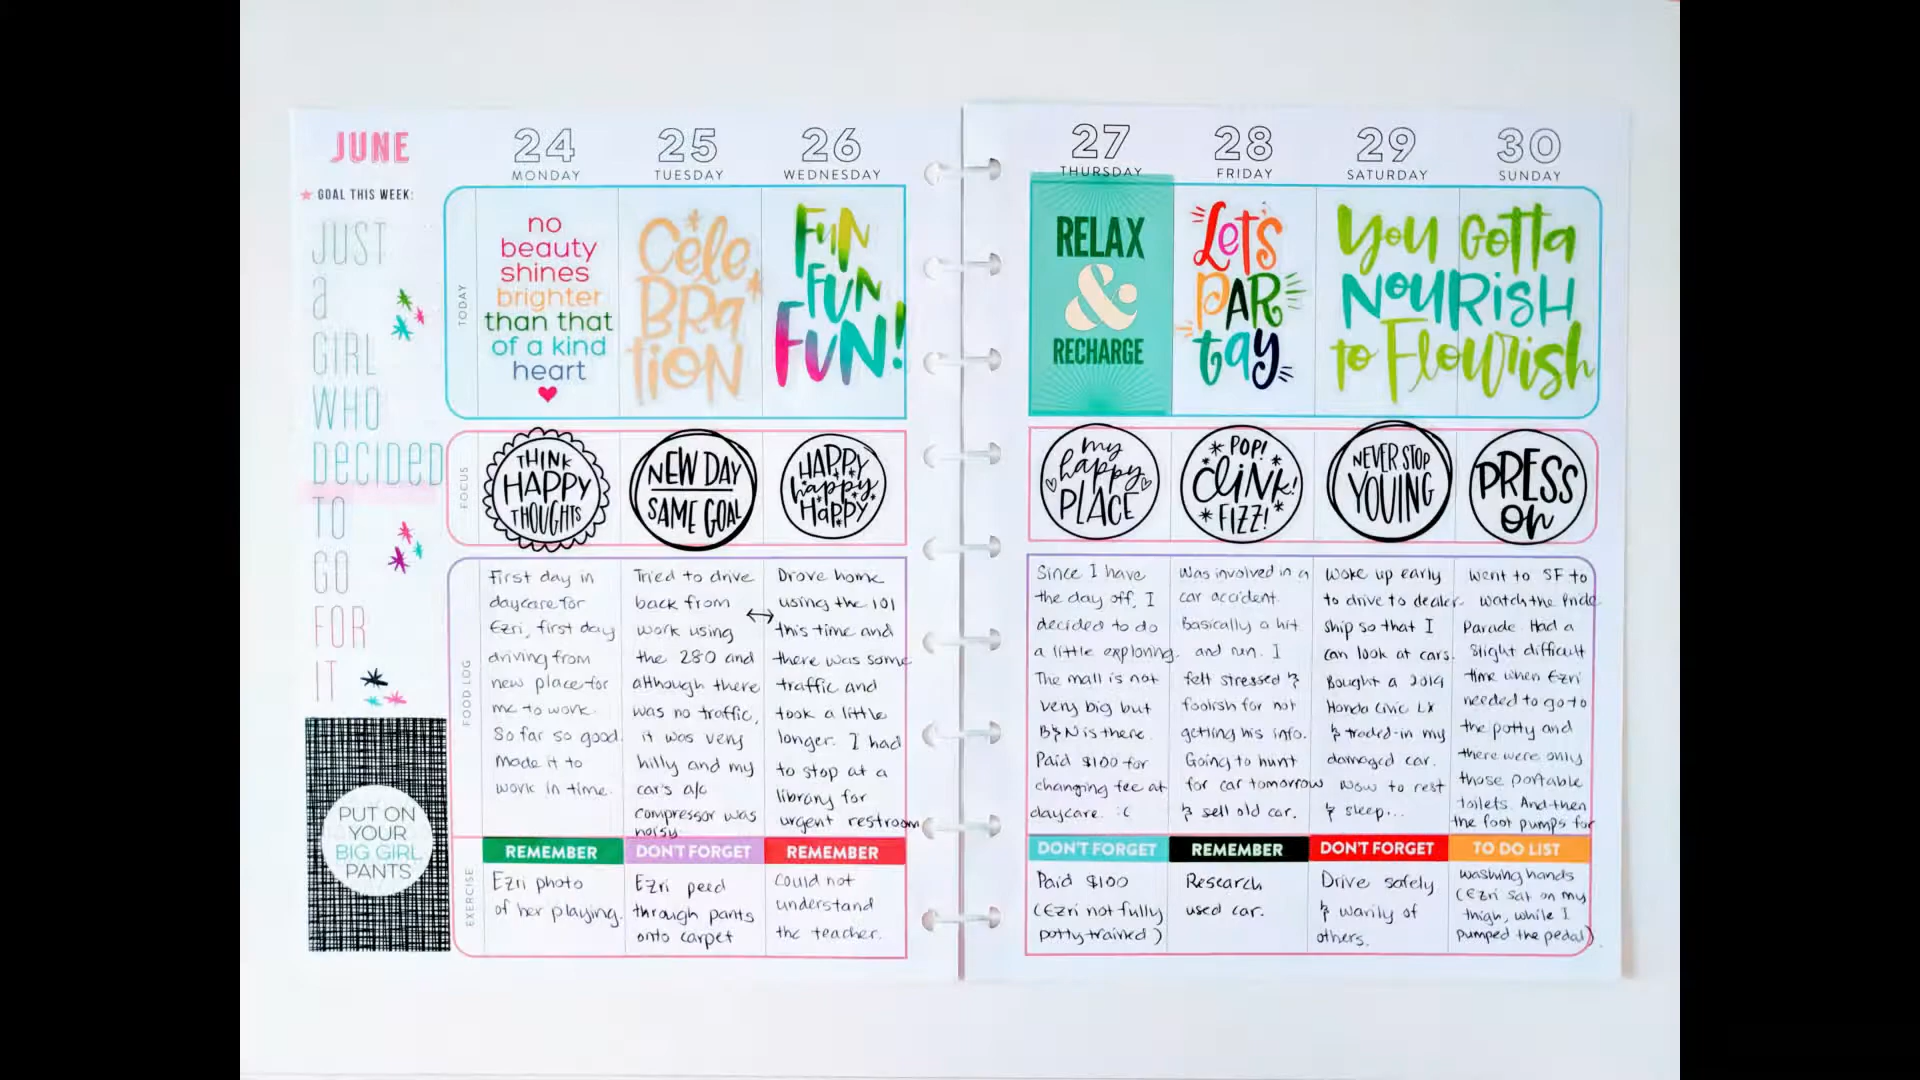 JUNE
★ GOAL THIS WEEK:
JUST
a
GIRL
WHO
DECIDED
TO
GO
FOR
IT
PUT ON
YOUR
BIG GIRL
PANTS
TODAY
FOCUS
FOOD LOG
EXERCISE
24
MONDAY
no
beauty
shines
brighter
than that
of a kind
heart
THINK
HAPPY
THOUGHTS
First day in
daycare for
Ezri, first day
driving from
new place for
me to work.
So far so good.
Made it to
work in time.
REMEMBER
Ezri photo
of her playing.
25
TUESDAY
Cele
BRa
tiON
NEW DAY
SAME GOAL
Tried to drive
back from
work using
the 280 and
although there
was no traffic,
it was very
hilly and my
car's a/c
compressor was
noisy.
DON'T FORGET
Ezri peed
through pants
onto carpet
26
WEDNESDAY
FuN
FUN
FUN!
HAPPY
happy
HaPPY
Drove home
using the 101
this time and
there was some
traffic and
took a little
longer. I had
to stop at a
library for
urgent restroom
REMEMBER
Could not
understand
the teacher.
27
THURSDAY
RELAX
&
RECHARGE
my
happy
PLACE
Since I have
the day off, I
decided to do
a little exploring.
The mall is not
very big but
B&N is there.
Paid $100 for
changing fee at
daycare. :(
DON'T FORGET
Paid $100
(Ezri not fully
potty trained)
28
FRIDAY
Let's
PAR
tay
POP!
CliNK!
FIZZ!
Was involved in a
car accident.
Basically a hit
and run. I
felt stressed &
foolish for not
getting his info.
Going to hunt
for car tomorrow
& sell old car.
REMEMBER
Research
used car.
29
SATURDAY
30
SUNDAY
You Gotta
NOURISH
to Flourish
NEVER STOP
YOUING
Woke up early
to drive to dealer
ship so that I
can look at cars.
Bought a 2019
Honda Civic LX
& traded-in my
damaged car.
Now to rest
& sleep...
DON'T FORGET
Drive safely
& warily of
others.
PRESS
on
Went to SF to
watch the Pride
Parade. Had a
slight difficult
time when Ezri
needed to go to
the potty and
there were only
those portable
toilets. And then
the foot pumps for
TO DO LIST
washing hands
(Ezri sat on my
thigh, while I
pumped the pedal).